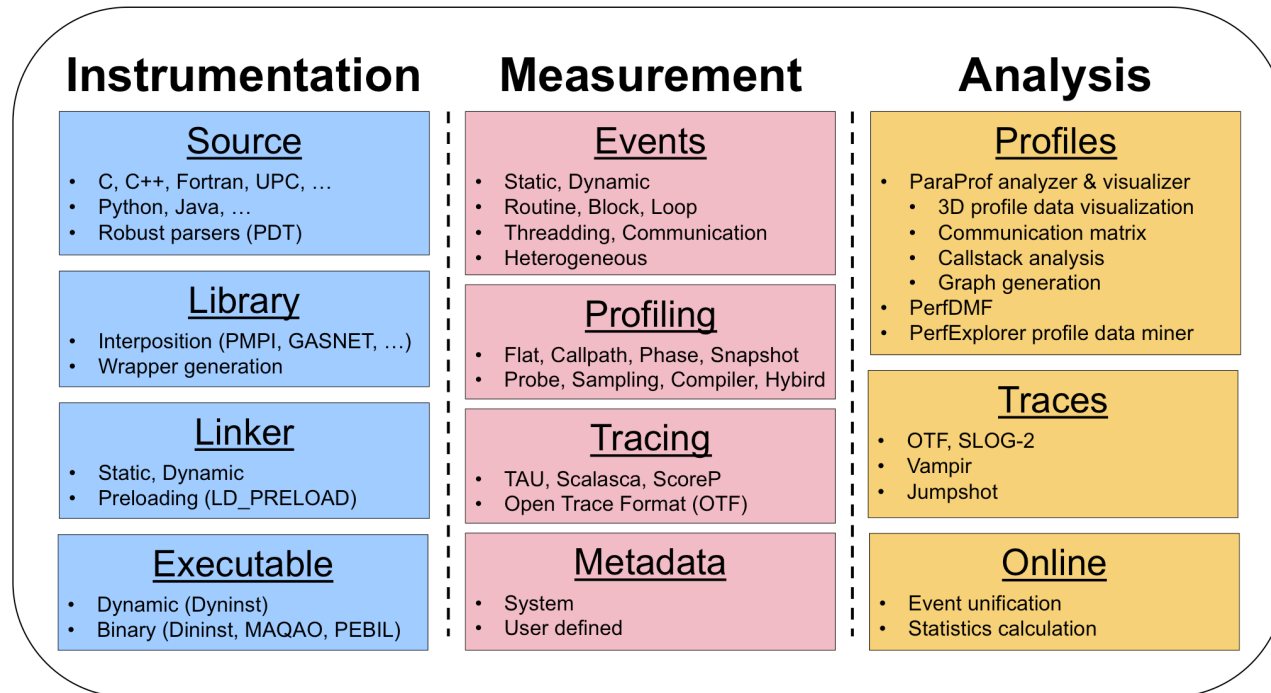 Instrumentation
Source
• C, C++, Fortran, UPC, …
• Python, Java, …
• Robust parsers (PDT)
Library
• Interposition (PMPI, GASNET, …)
• Wrapper generation
Linker
• Static, Dynamic
• Preloading (LD_PRELOAD)
Executable
• Dynamic (Dyninst)
• Binary (Dininst, MAQAO, PEBIL)
Measurement
Events
• Static, Dynamic
• Routine, Block, Loop
• Threadding, Communication
• Heterogeneous
Profiling
• Flat, Callpath, Phase, Snapshot
• Probe, Sampling, Compiler, Hybird
Tracing
• TAU, Scalasca, ScoreP
• Open Trace Format (OTF)
Metadata
• System
• User defined
Analysis
Profiles
• ParaProf analyzer & visualizer
• 3D profile data visualization
• Communication matrix
• Callstack analysis
• Graph generation
• PerfDMF
• PerfExplorer profile data miner
Traces
• OTF, SLOG-2
• Vampir
• Jumpshot
Online
• Event unification
• Statistics calculation